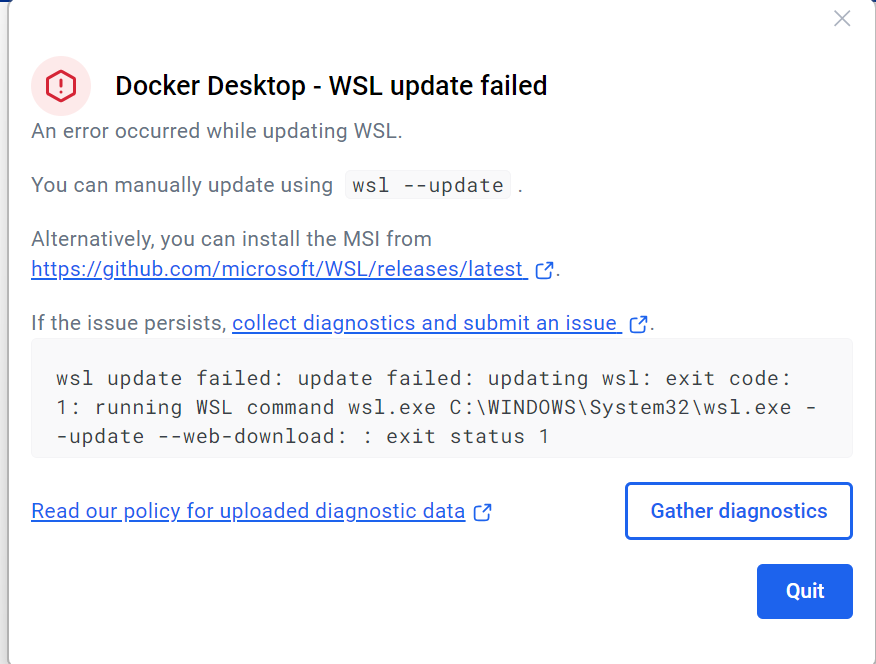 Docker Desktop - WSL update failed
An error occurred while updating WSL.
You can manually update using wsl --update .
Alternatively, you can install the MSI from
https://github.com/microsoft/WSL/releases/latest .
If the issue persists, collect diagnostics and submit an issue .
wsl update failed: update failed: updating wsl: exit code:
1: running WSL command wsl.exe C:\WINDOWS\System32\wsl.exe -
-update --web-download: : exit status 1
Read our policy for uploaded diagnostic data
Gather diagnostics
Quit